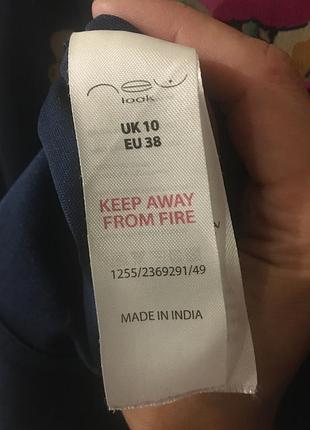 new
look
UK 10
EU 38
KEEP AWAY
FROM FIRE
1255/2369291/49
MADE IN INDIA